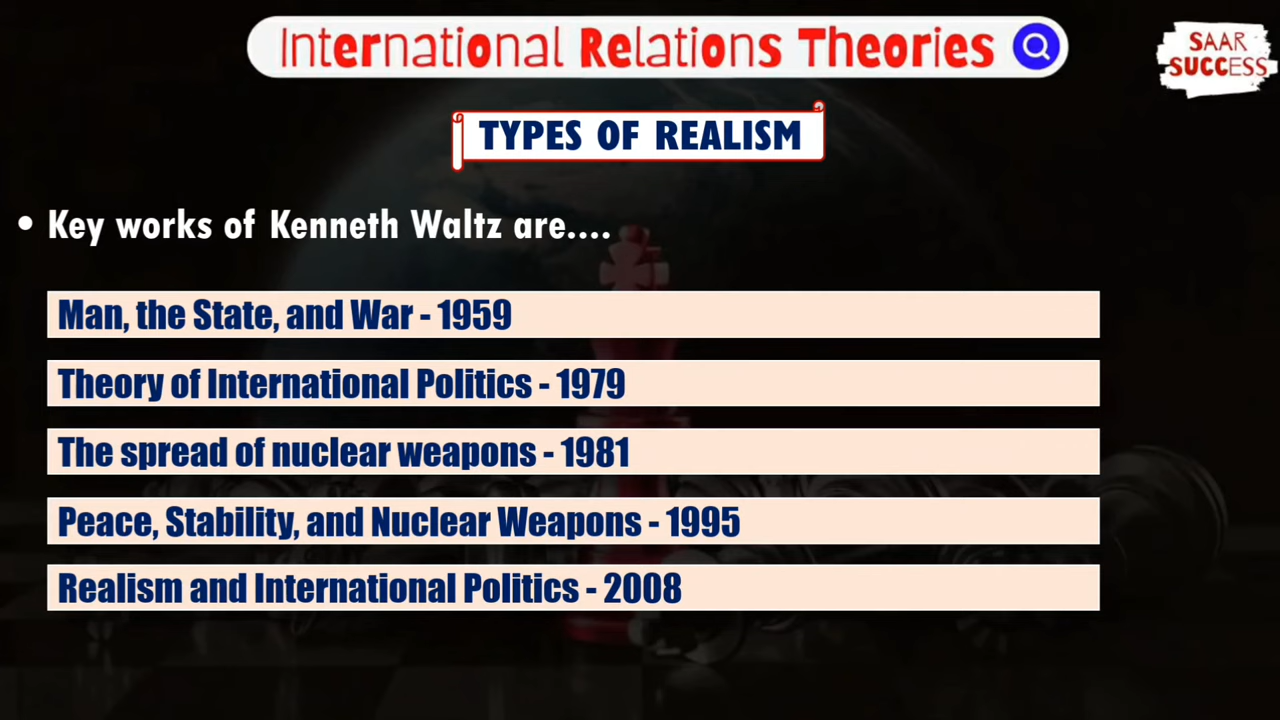 International Relations Theories
SAAR
SUCCESS
TYPES OF REALISM
• Key works of Kenneth Waltz are....
Man, the State, and War - 1959
Theory of International Politics - 1979
The spread of nuclear weapons - 1981
Peace, Stability, and Nuclear Weapons - 1995
Realism and International Politics - 2008